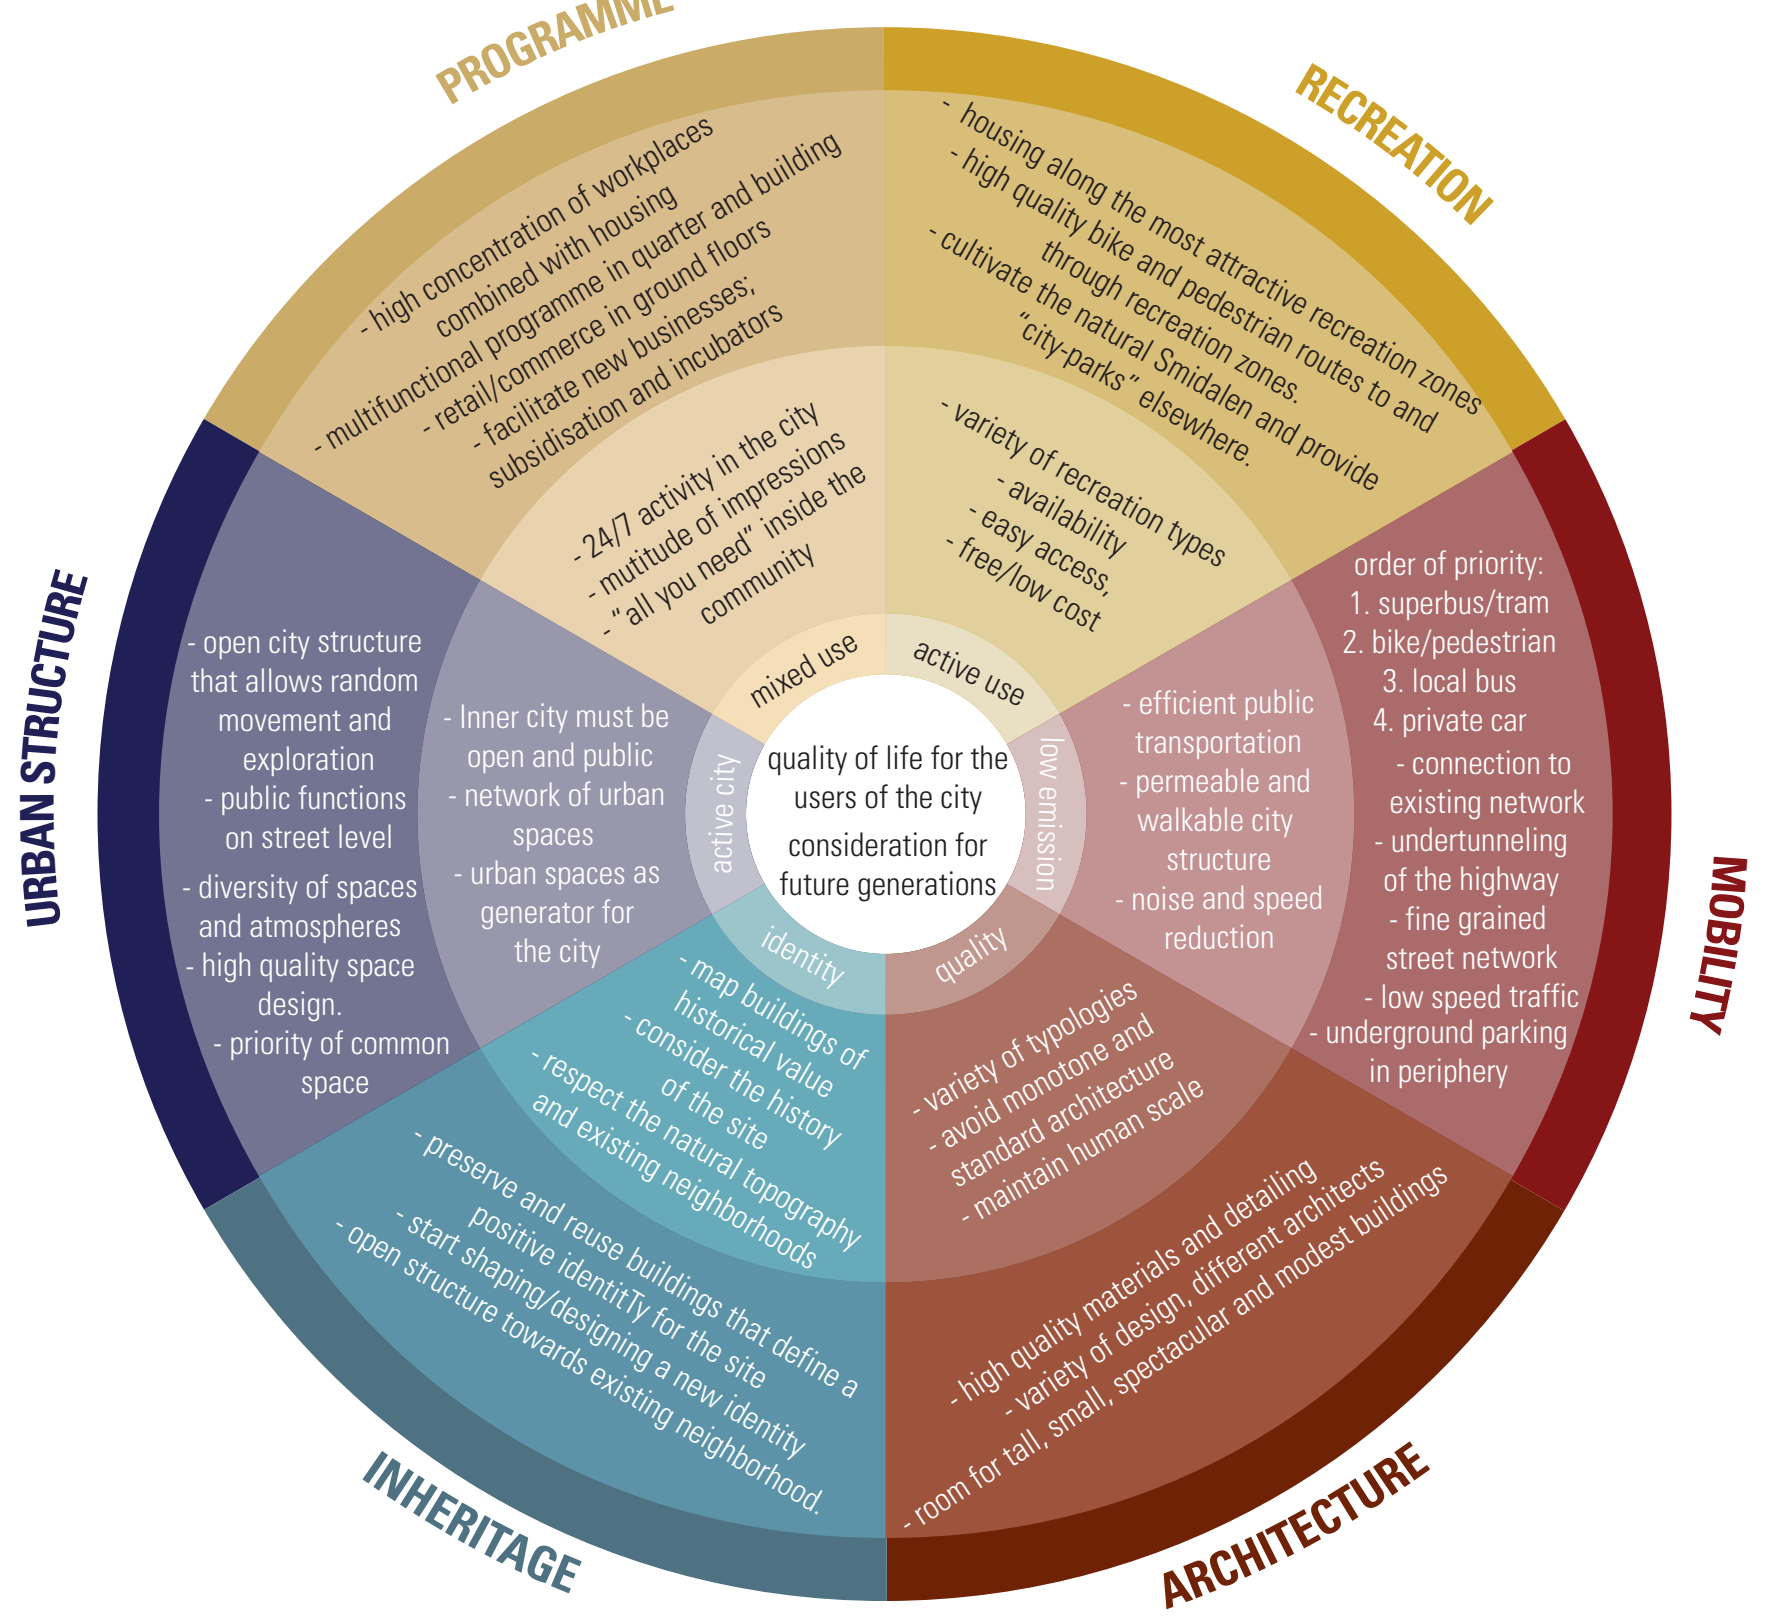 PROGRAMME
- high concentration of workplaces
combined with housing
- multifunctional programme in quarter and building
- retail/commerce in ground floors
- facilitate new businesses;
subsidisation and incubators
- 24/7 activity in the city
- mutitude of impressions
- “all you need” inside the
community
mixed use
RECREATION
- housing along the most attractive recreation zones
- high quality bike and pedestrian routes to and
through recreation zones.
- cultivate the natural Smidalen and provide
“city-parks” elsewhere.
- variety of recreation types
- availability
- easy access,
- free/low cost
active use
MOBILITY
order of priority:
1. superbus/tram
2. bike/pedestrian
3. local bus
4. private car
- connection to
existing network
- undertunneling
of the highway
- fine grained
street network
- low speed traffic
- underground parking
in periphery
- efficient public
transportation
- permeable and
walkable city
structure
- noise and speed
reduction
low emission
ARCHITECTURE
- variety of typologies
- avoid monotone and
standard architecture
- maintain human scale
- high quality materials and detailing
- variety of design, different architects
- room for tall, small, spectacular and modest buildings
quality
INHERITAGE
- map buildings of
historical value
- consider the history
of the site
- respect the natural topography
and existing neighborhoods
- preserve and reuse buildings that define a
positive identitTy for the site
- start shaping/designing a new identity
- open structure towards existing neighborhood.
identity
URBAN STRUCTURE
- open city structure
that allows random
movement and
exploration
- public functions
on street level
- diversity of spaces
and atmospheres
- high quality space
design.
- priority of common
space
- Inner city must be
open and public
- network of urban
spaces
- urban spaces as
generator for
the city
active city
quality of life for the
users of the city
consideration for
future generations